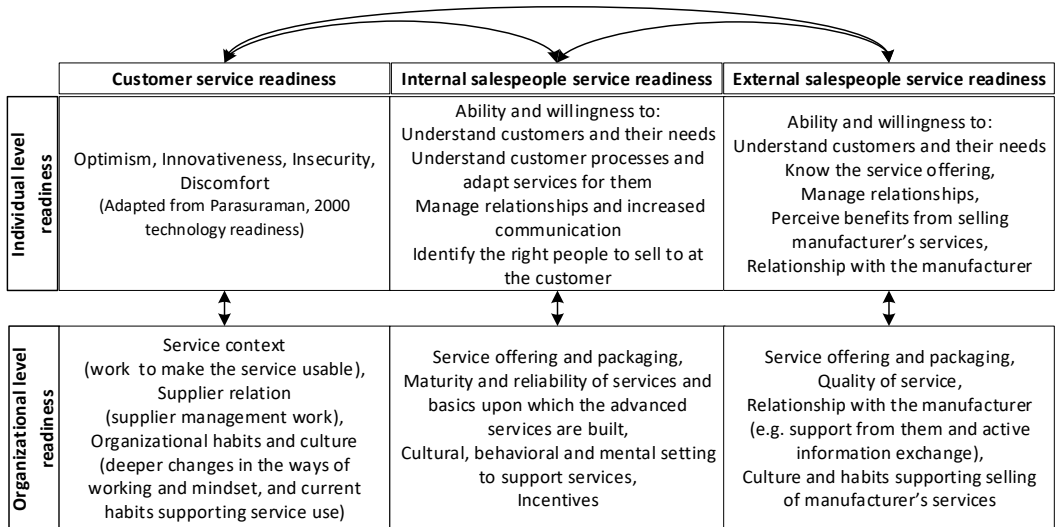 Customer service readiness
Internal salespeople service readiness
External salespeople service readiness
Individual level
readiness
Optimism, Innovativeness, Insecurity,
Discomfort
(Adapted from Parasuraman, 2000
technology readiness)
Ability and willingness to:
Understand customers and their needs
Understand customer processes and
adapt services for them
Manage relationships and increased
communication
Identify the right people to sell to at
the customer
Ability and willingness to:
Understand customers and their needs
Know the service offering,
Manage relationships,
Perceive benefits from selling
manufacturer's services,
Relationship with the manufacturer
Organizational level
readiness
Service context
(work to make the service usable),
Supplier relation
(supplier management work),
Organizational habits and culture
(deeper changes in the ways of
working and mindset, and current
habits supporting service use)
Service offering and packaging,
Maturity and reliability of services and
basics upon which the advanced
services are built,
Cultural, behavioral and mental setting
to support services,
Incentives
Service offering and packaging,
Quality of service,
Relationship with the manufacturer
(e.g. support from them and active
information exchange),
Culture and habits supporting selling
of manufacturer's services